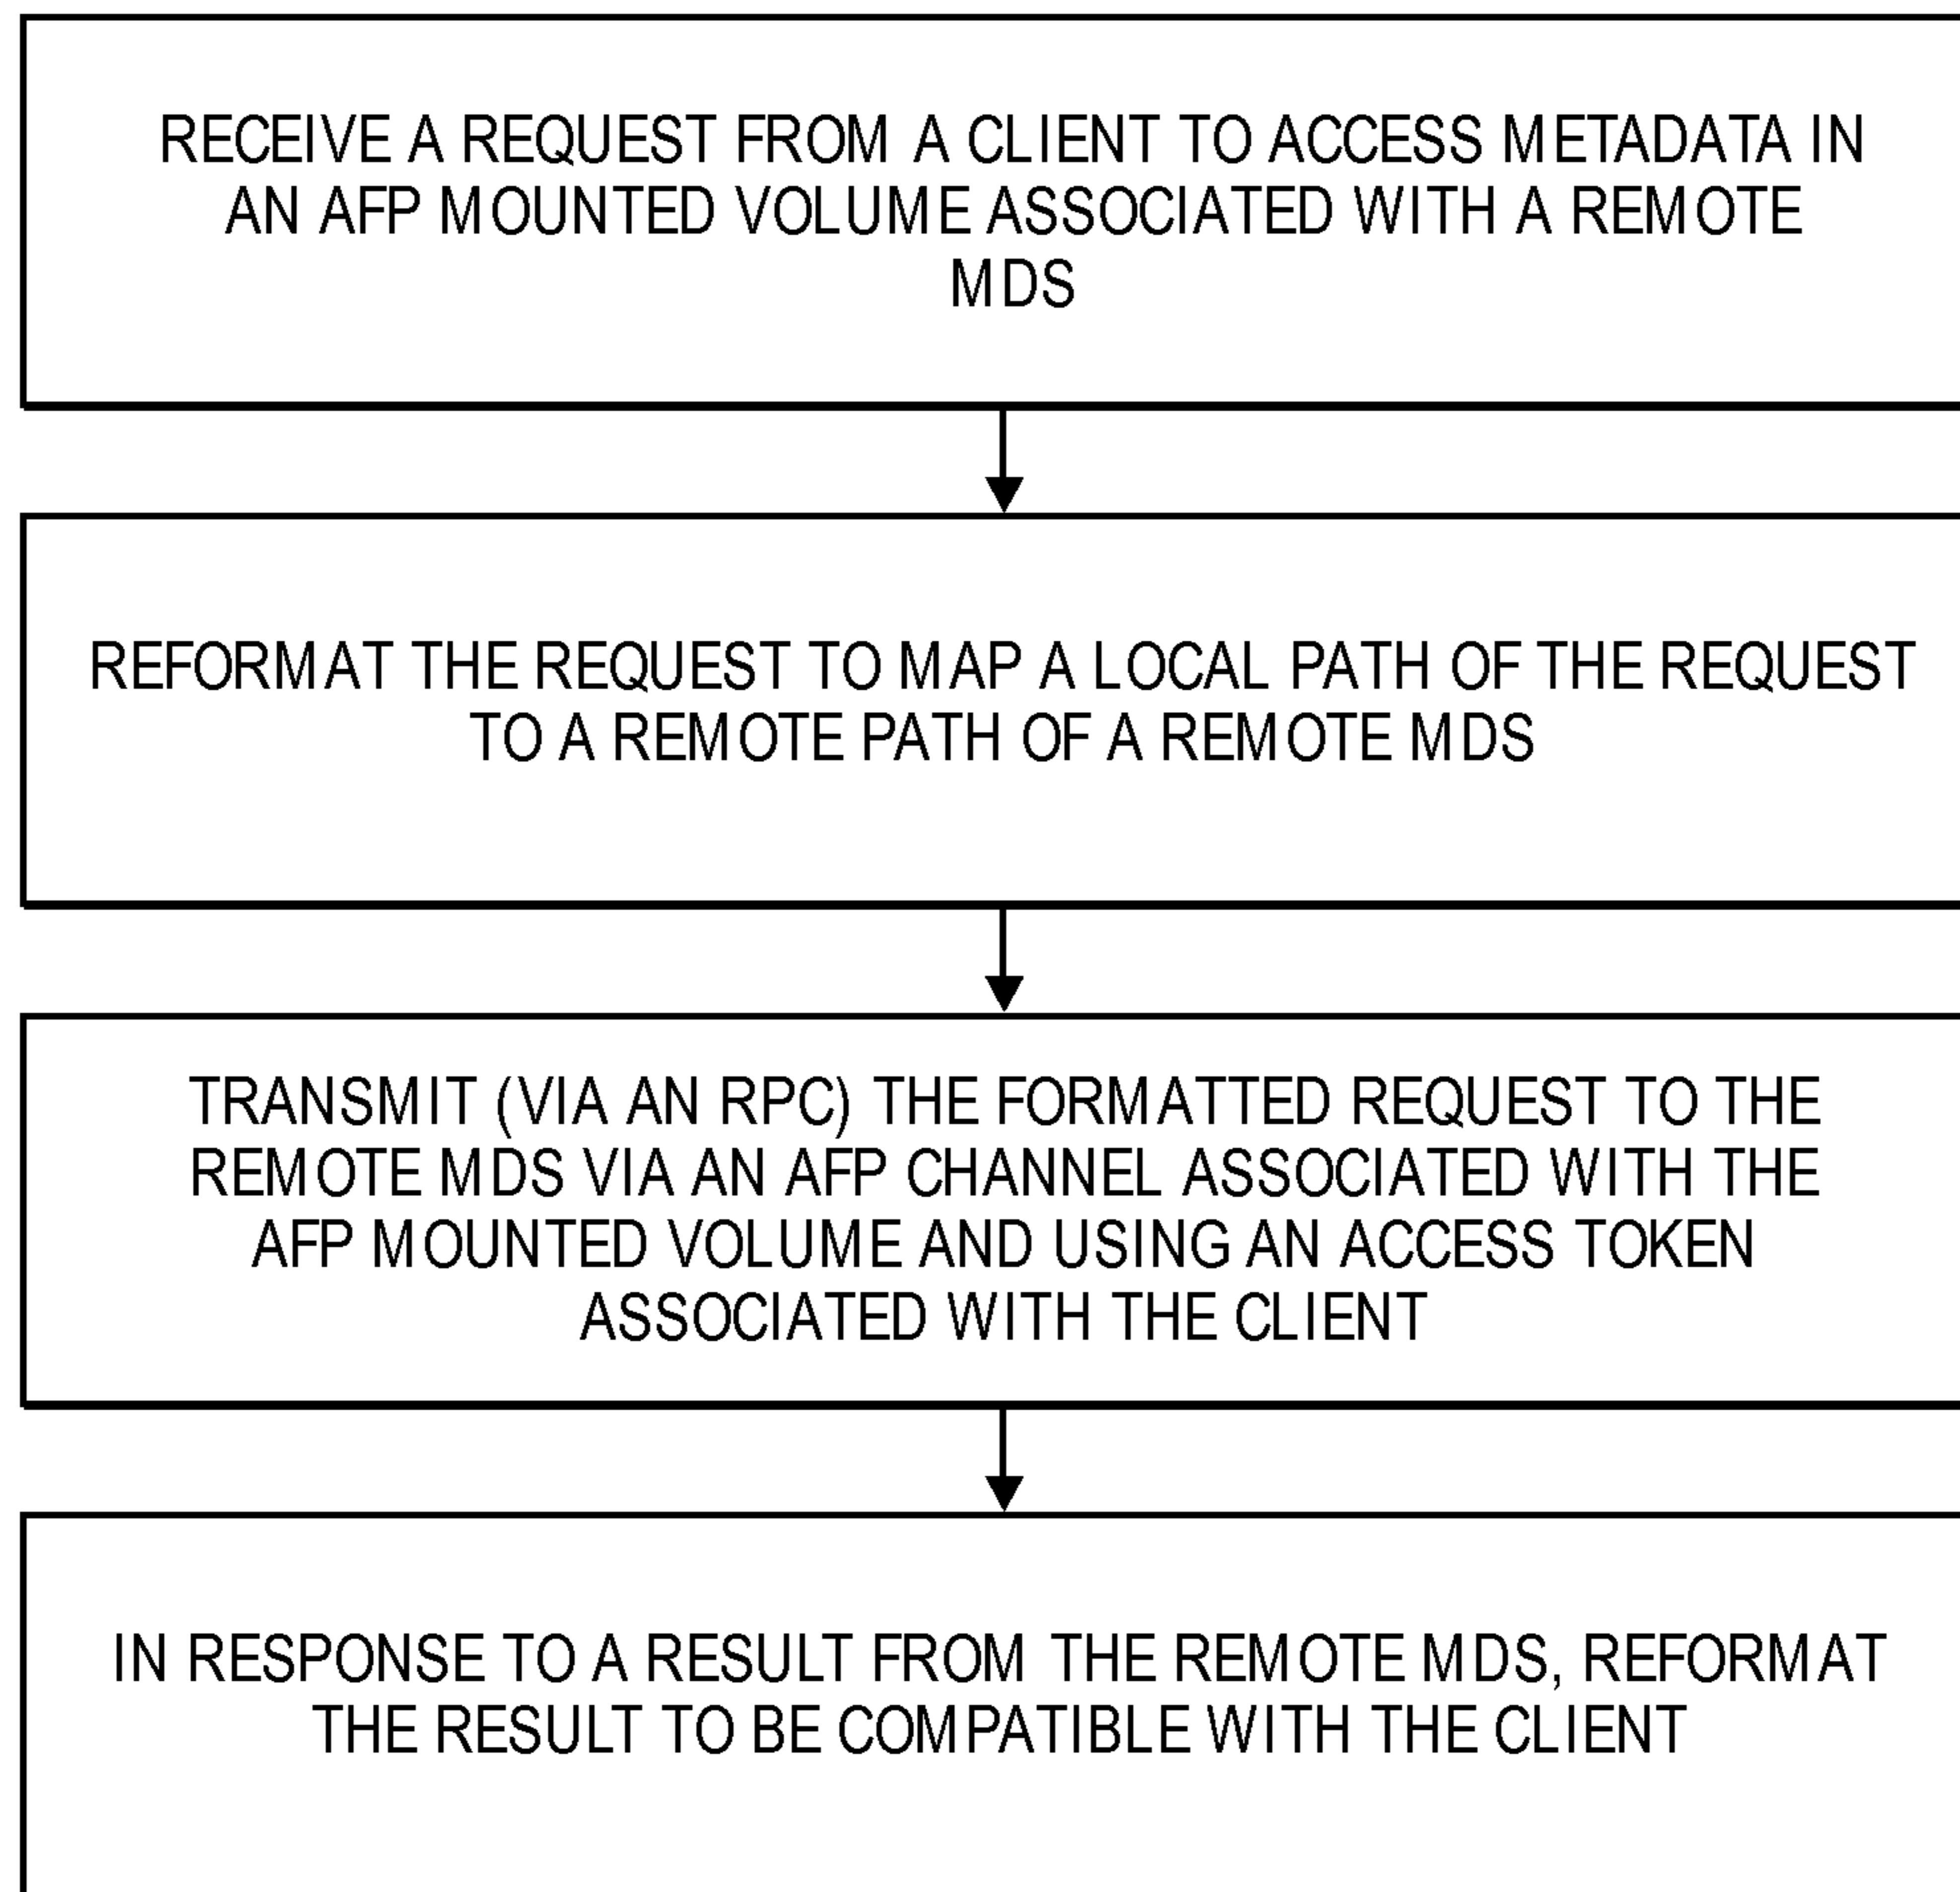 RECEIVE A REQUEST FROM A CLIENT TO ACCESS METADATA IN
AN AFP MOUNTED VOLUME ASSOCIATED WITH A REMOTE
MDS
REFORMAT THE REQUEST TO MAP A LOCAL PATH OF THE REQUEST
TO A REMOTE PATH OF A REMOTE MDS
TRANSMIT (VIA AN RPC) THE FORMATTED REQUEST TO THE
REMOTE MDS VIA AN AFP CHANNEL ASSOCIATED WITH THE
AFP MOUNTED VOLUME AND USING AN ACCESS TOKEN
ASSOCIATED WITH THE CLIENT
IN RESPONSE TO A RESULT FROM THE REMOTE MDS, REFORMAT
THE RESULT TO BE COMPATIBLE WITH THE CLIENT